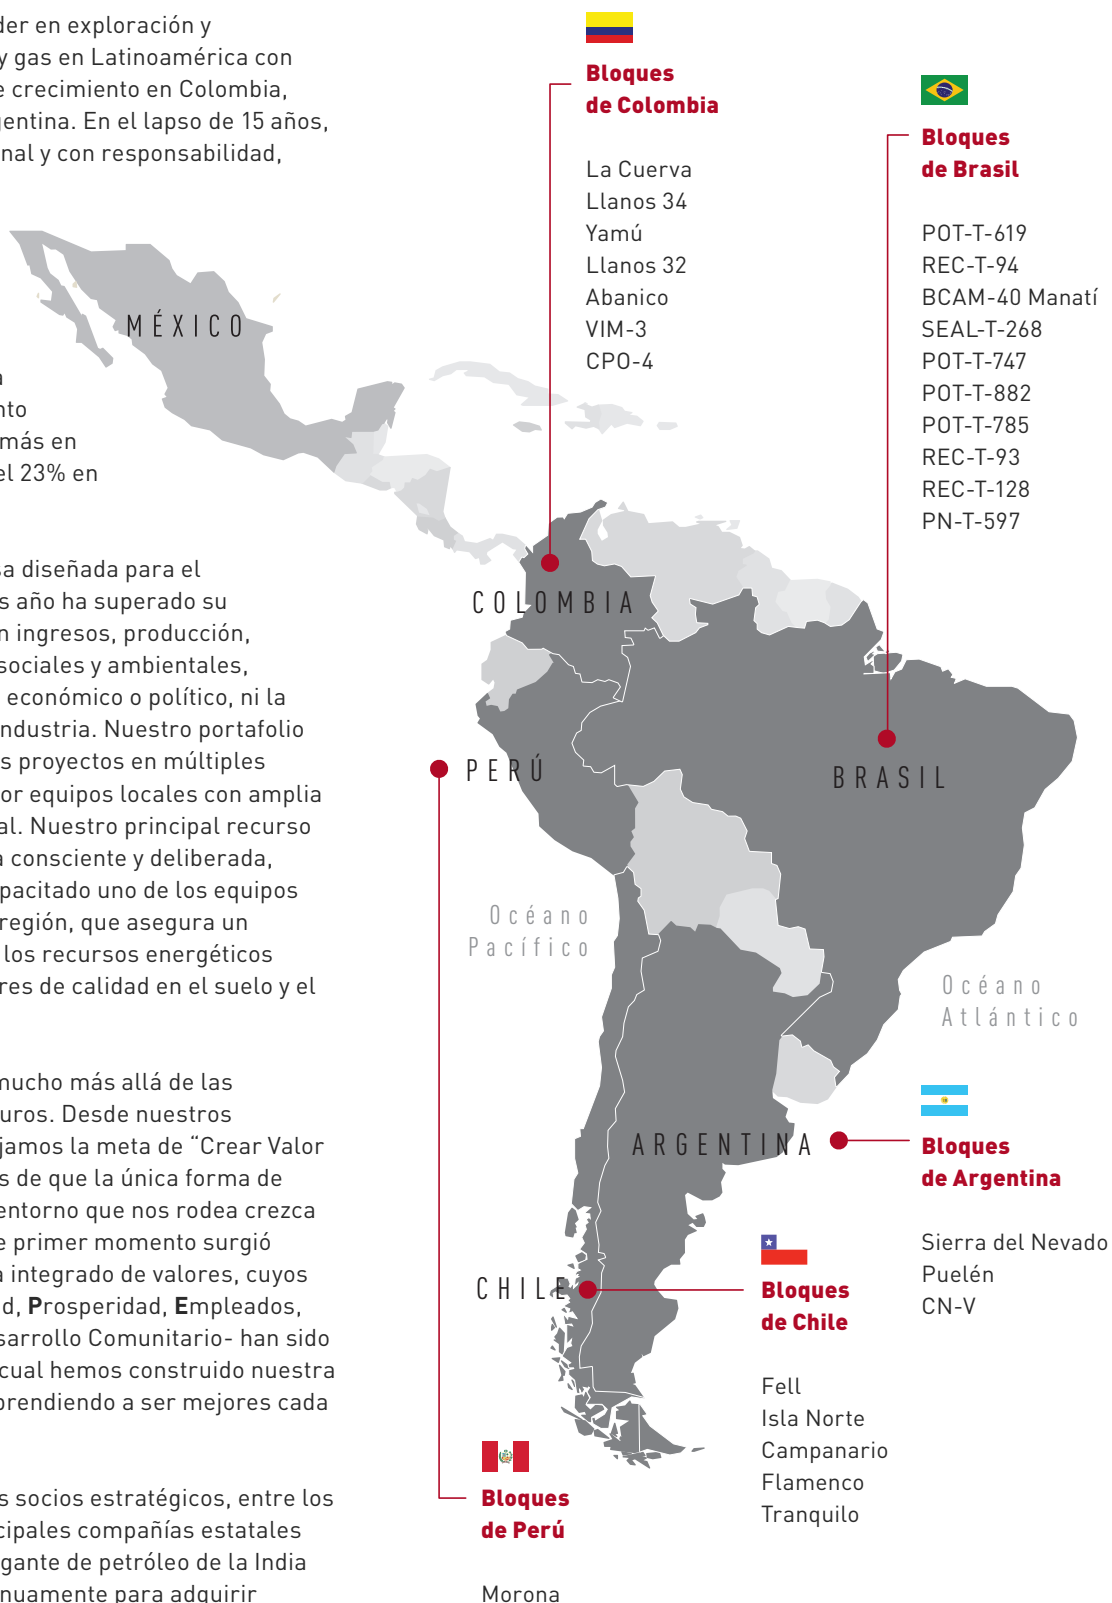 der en exploración y
y gas en Latinoamérica con
e crecimiento en Colombia,
gentina. En el lapso de 15 años,
nal y con responsabilidad,
a
nto
más en
el 23% en
sa diseñada para el
s año ha superado su
n ingresos, producción,
sociales y ambientales,
económico o político, ni la
industria. Nuestro portafolio
s proyectos en múltiples
or equipos locales con amplia
al. Nuestro principal recurso
a consciente y deliberada,
pacitado uno de los equipos
región, que asegura un
los recursos energéticos
res de calidad en el suelo y el
mucho más allá de las
uros. Desde nuestros
jamos la meta de “Crear Valor
s de que la única forma de
entorno que nos rodea crezca
e primer momento surgió
a integrado de valores, cuyos
d, Prosperidad, Empleados,
sarrollo Comunitario- han sido
cual hemos construido nuestra
prendiendo a ser mejores cada
s socios estratégicos, entre los
cipales compañías estatales
gante de petróleo de la India
nuamente para adquirir
MÉXICO
COLOMBIA
PERÚ
BRASIL
Océano
Pacífico
Océano
Atlántico
ARGENTINA
CHILE
Bloques
de Colombia
La Cuerva
Llanos 34
Yamú
Llanos 32
Abanico
VIM-3
CPO-4
Bloques
de Brasil
POT-T-619
REC-T-94
BCAM-40 Manatí
SEAL-T-268
POT-T-747
POT-T-882
POT-T-785
REC-T-93
REC-T-128
PN-T-597
Bloques
de Argentina
Sierra del Nevado
Puelén
CN-V
Bloques
de Chile
Fell
Isla Norte
Campanario
Flamenco
Tranquilo
Bloques
de Perú
Morona